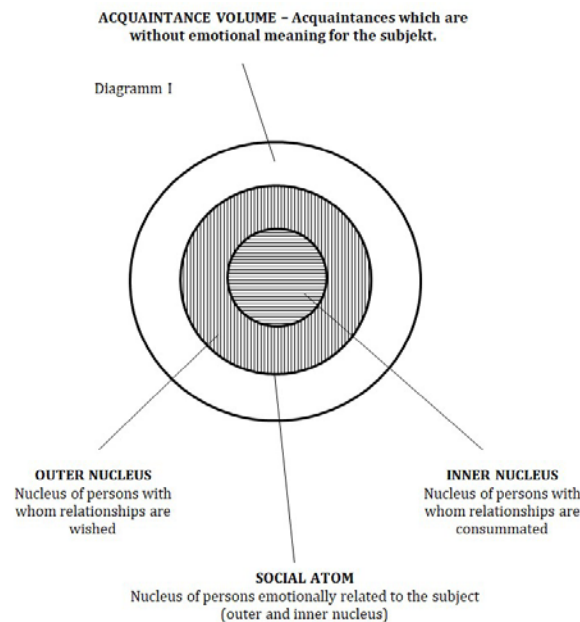 ACQUAINTANCE VOLUME – Acquaintances which are
without emotional meaning for the subjekt.
Diagramm I
OUTER NUCLEUS
Nucleus of persons with
whom relationships are
wished
INNER NUCLEUS
Nucleus of persons with
whom relationships are
consummated
SOCIAL ATOM
Nucleus of persons emotionally related to the subject
(outer and inner nucleus)